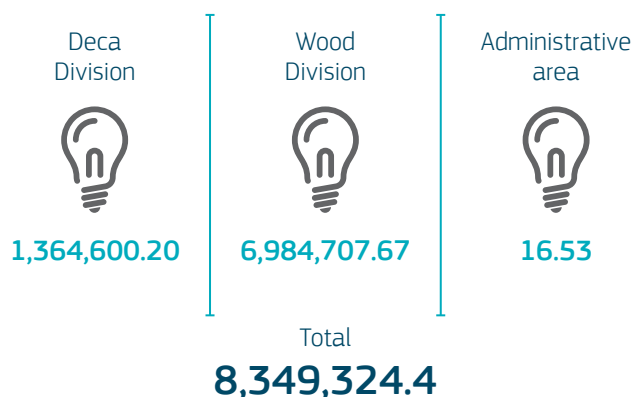 Deca
Division
1,364,600.20
Wood
Division
6,984,707.67
Administrative
area
16.53
Total
8,349,324.4